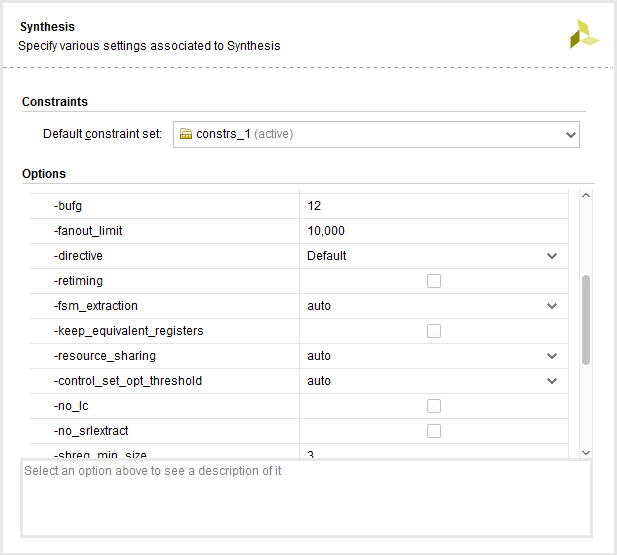 Synthesis
Specify various settings associated to Synthesis
Constraints
Default constraint set: constrs_1 (active)
Options
-bufg 12
-fanout_limit 10,000
-directive Default
-retiming
-fsm_extraction auto
-keep_equivalent_registers
-resource_sharing auto
-control_set_opt_threshold auto
-no_lc
-no_srlextract
-shreg_min_size 3
Select an option above to see a description of it